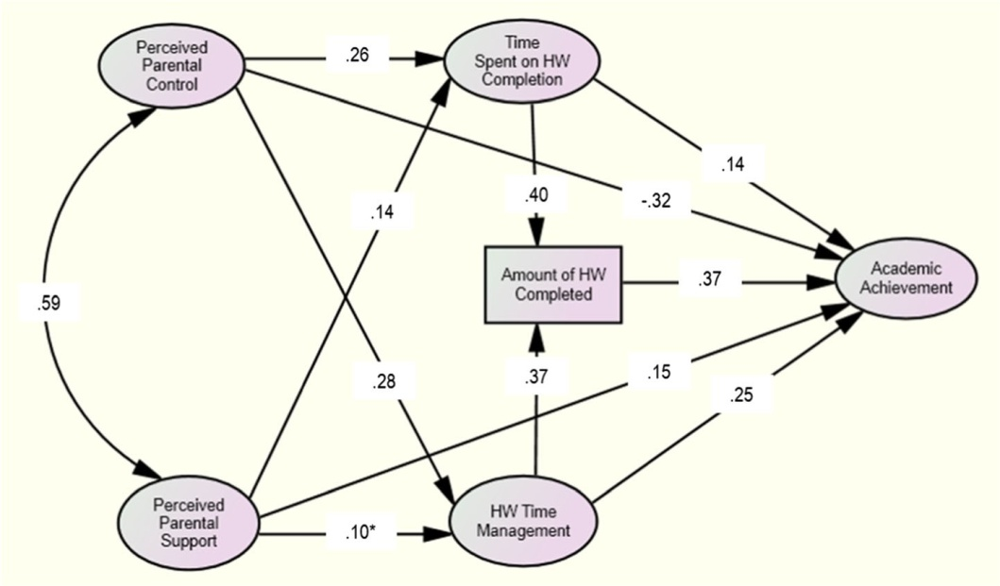 Perceived
Parental
Control
.26
Time
Spent on HW
Completion
.14
-.32
.40
.14
Amount of HW
Completed
.37
Academic
Achievement
.59
.28
.37
.15
.25
Perceived
Parental
Support
.10*
HW Time
Management